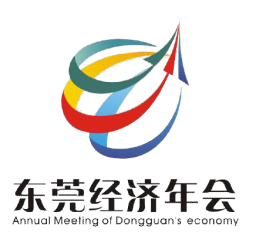 东莞经济年会
Annual Meeting of Dongguan's economy